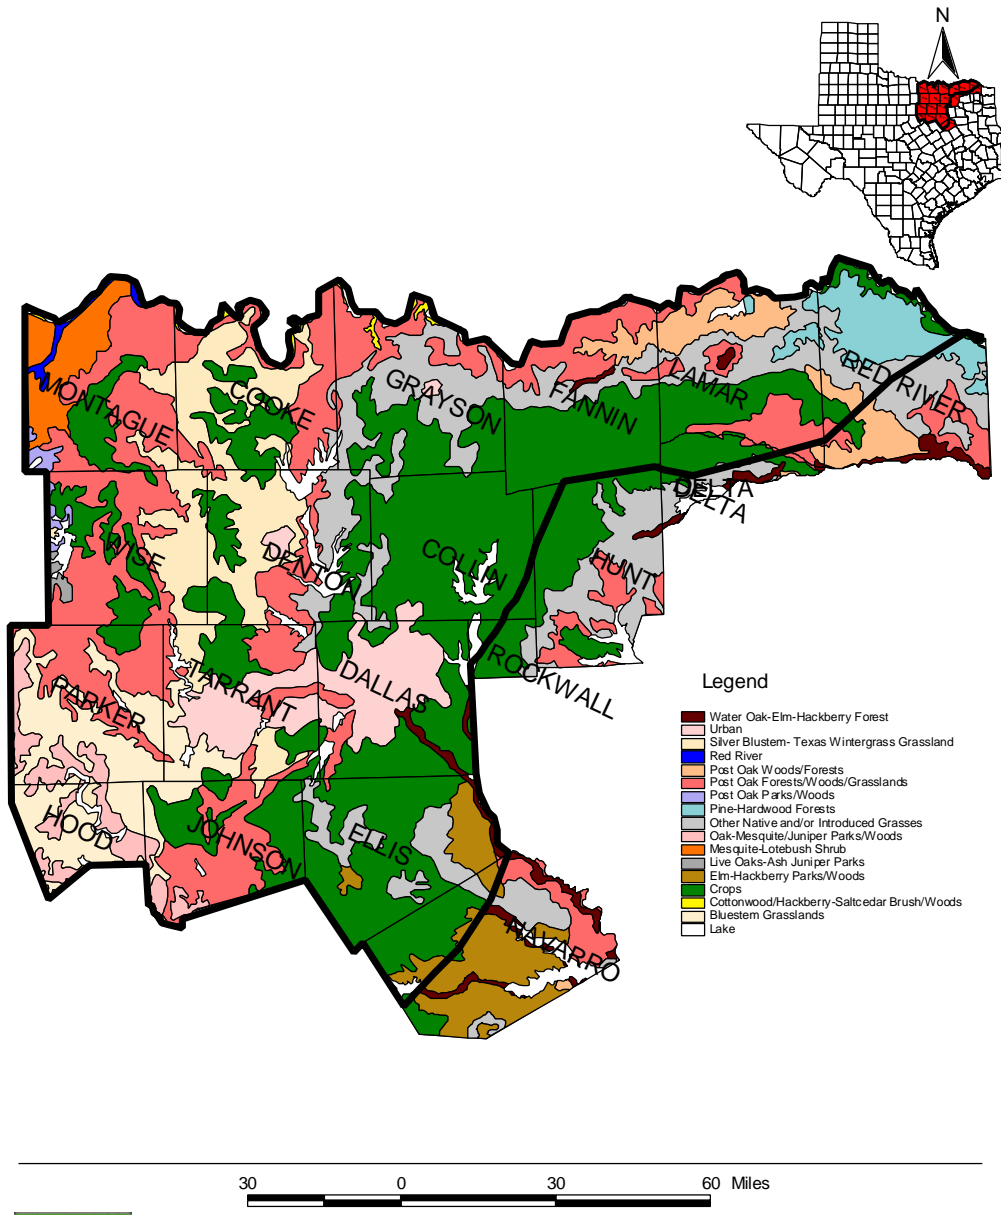 N
MONTAGUE
COOKE
GRAYSON
FANNIN
LAMAR
RED RIVER
WISE
DENTON
COLLIN
HUNT
DELTA
DELTA
PARKER
TARRANT
DALLAS
ROCKWALL
HOOD
JOHNSON
ELLIS
NAVARRO
Legend
Water Oak-Elm-Hackberry Forest
Urban
Silver Blustem- Texas Wintergrass Grassland
Red River
Post Oak Woods/Forests
Post Oak Forests/Woods/Grasslands
Post Oak Parks/Woods
Pine-Hardwood Forests
Other Native and/or Introduced Grasses
Oak-Mesquite/Juniper Parks/Woods
Mesquite-Lotebush Shrub
Live Oaks-Ash Juniper Parks
Elm-Hackberry Parks/Woods
Crops
Cottonwood/Hackberry-Saltcedar Brush/Woods
Bluestem Grasslands
Lake
30 0 30 60 Miles